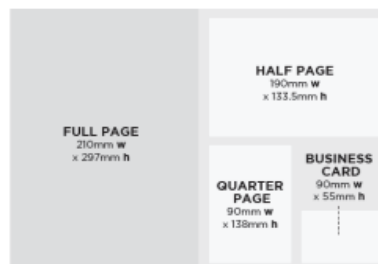 FULL PAGE
210mm w
x 297mm h
HALF PAGE
190mm w
x 133.5mm h
QUARTER
PAGE
90mm w
x 138mm h
BUSINESS
CARD
90mm w
x 55mm h